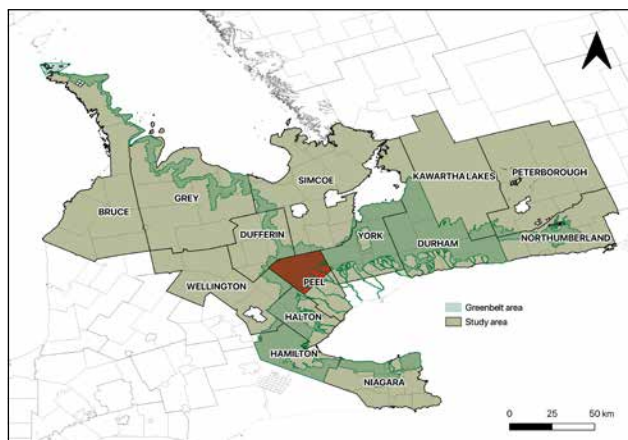 KAWARTHA LAKES
PETERBOROUGH
SIMCOE
BRUCE
GREY
DUFFERIN
YORK
DURHAM
NORTHUMBERLAND
WELLINGTON
PEEL
HALTON
HAMILTON
NIAGARA
Greenbelt area
Study area
0 25 50 km